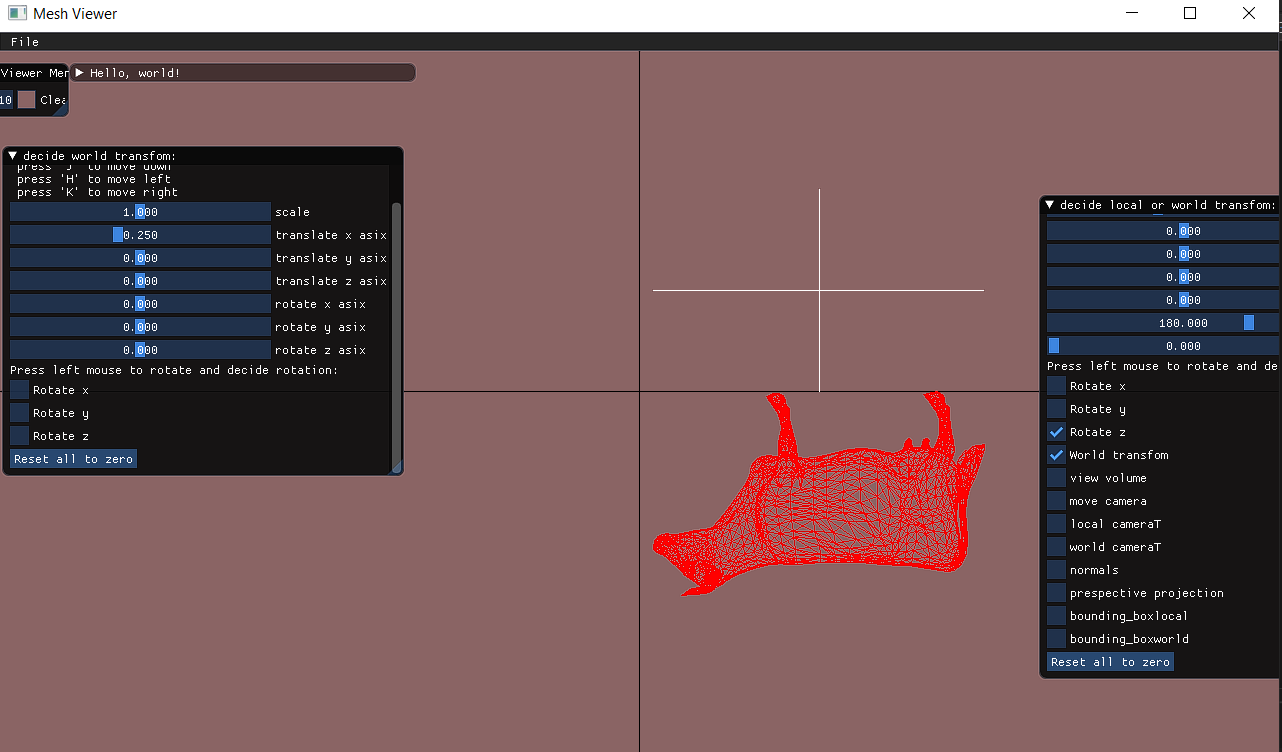 Mesh Viewer
File
Viewer Mer
Hello, world!
10
Clea
decide world transfom:
press 'J' to move down
press 'H' to move left
press 'K' to move right
1.000 scale
0.250 translate x asix
0.000 translate y asix
0.000 translate z asix
0.000 rotate x asix
0.000 rotate y asix
0.000 rotate z asix
Press left mouse to rotate and decide rotation:
Rotate x
Rotate y
Rotate z
Reset all to zero
decide local or world transfom:
0.000
0.000
0.000
0.000
180.000
0.000
Press left mouse to rotate and de
Rotate x
Rotate y
Rotate z
World transfom
view volume
move camera
local cameraT
world cameraT
normals
prespective projection
bounding_boxlocal
bounding_boxworld
Reset all to zero